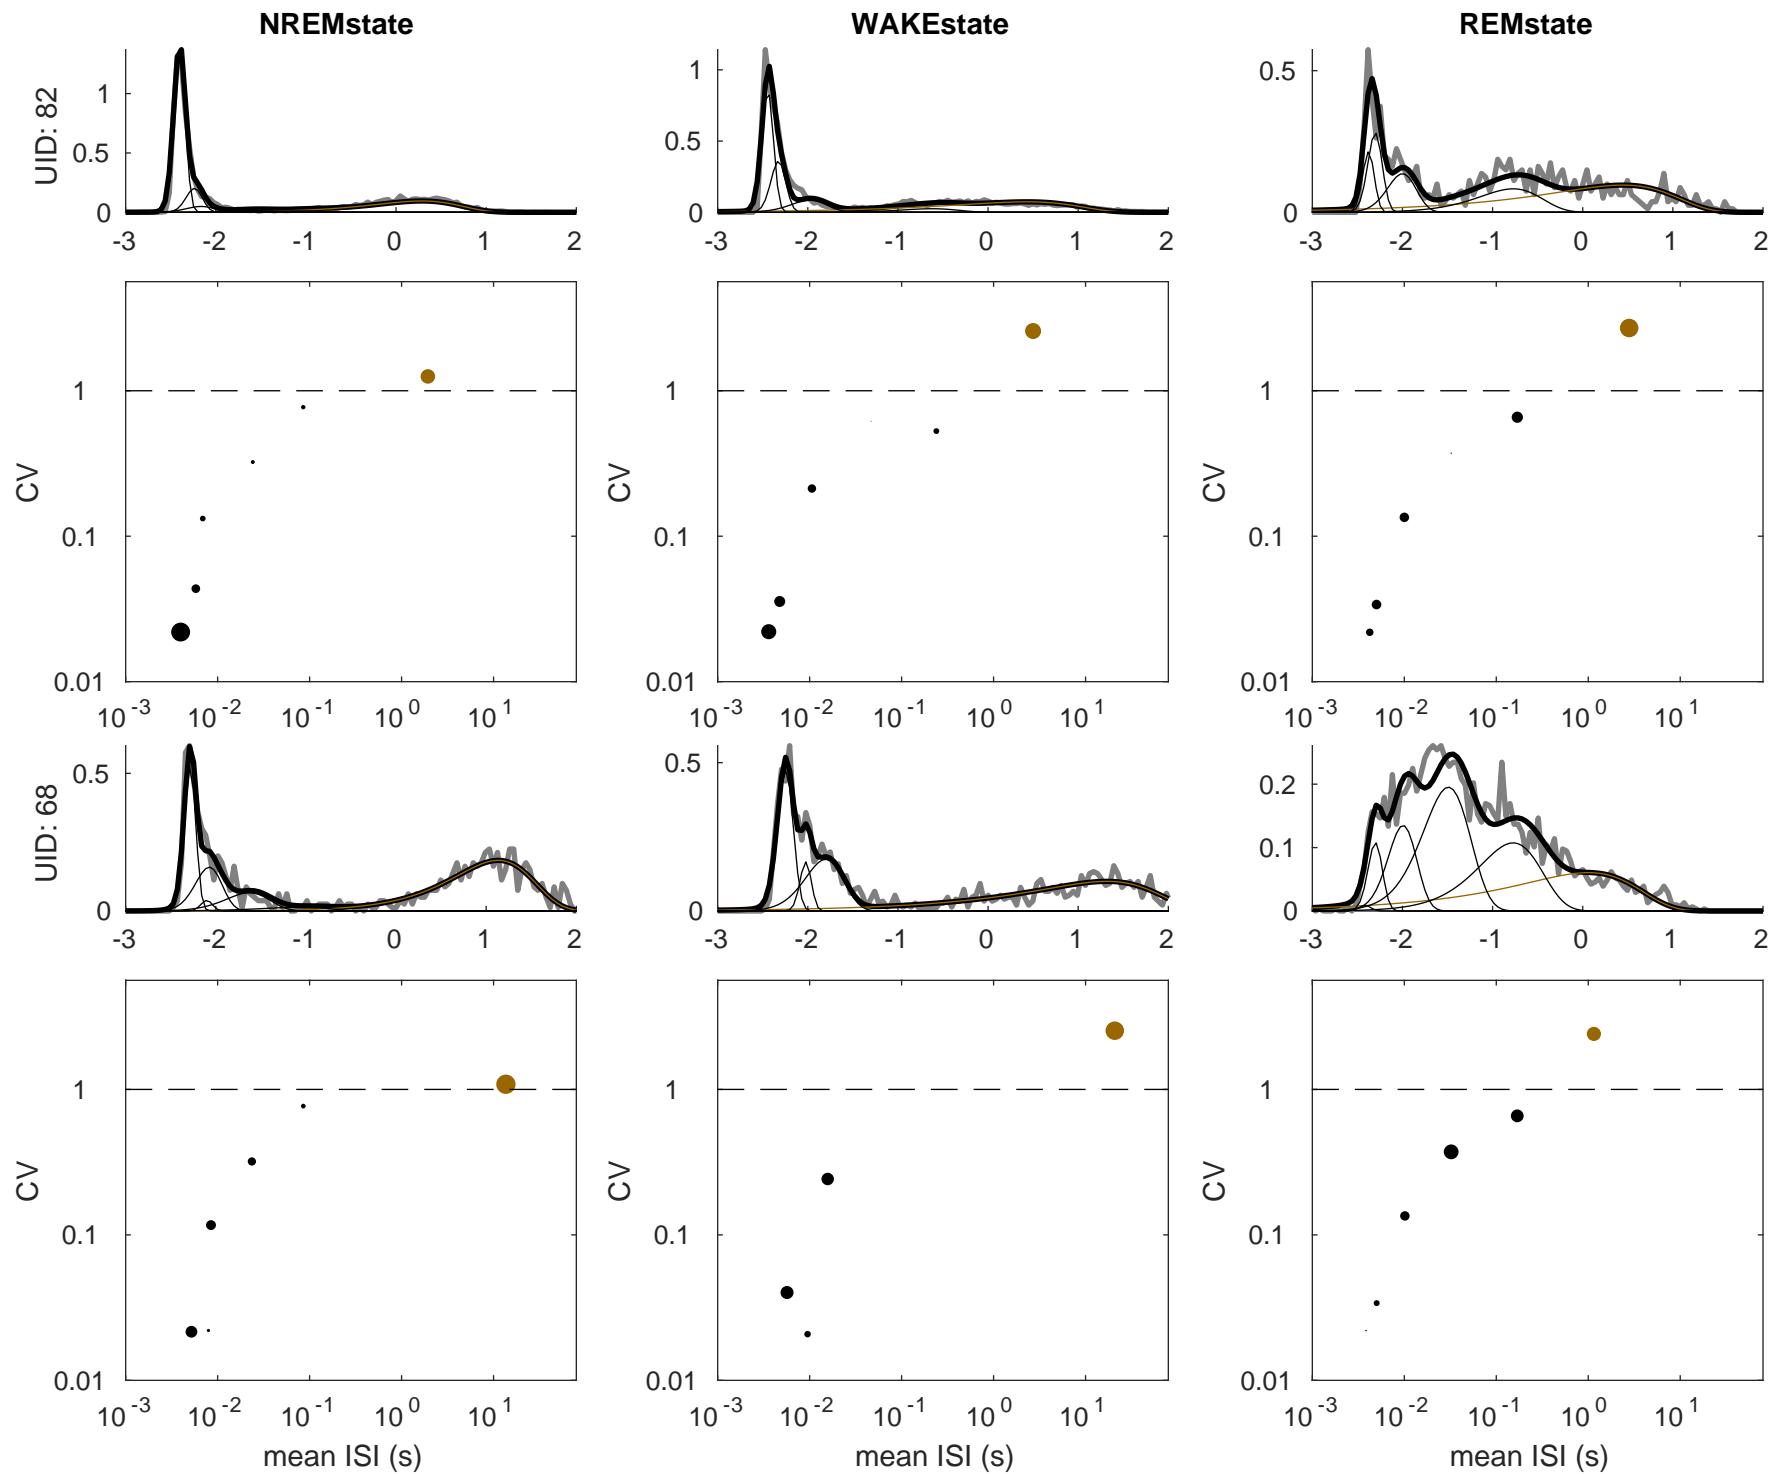 NREMstate WAKEstate REMstate
UID: 82
1 0.5 0
1 0.5 0
0.5 0
-3 -2 -1 0 1 2
-3 -2 -1 0 1 2
-3 -2 -1 0 1 2
CV 1 0.1 0.01
CV 1 0.1 0.01
CV 1 0.1 0.01
10^-3 10^-2 10^-1 10^0 10^1
10^-3 10^-2 10^-1 10^0 10^1
10^-3 10^-2 10^-1 10^0 10^1
UID: 68
0.5 0
0.5 0
0.2 0.1 0
-3 -2 -1 0 1 2
-3 -2 -1 0 1 2
-3 -2 -1 0 1 2
CV 1 0.1 0.01
CV 1 0.1 0.01
CV 1 0.1 0.01
10^-3 10^-2 10^-1 10^0 10^1
10^-3 10^-2 10^-1 10^0 10^1
10^-3 10^-2 10^-1 10^0 10^1
mean ISI (s) mean ISI (s) mean ISI (s)